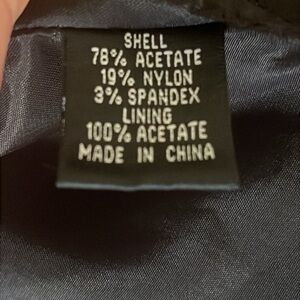 SHELL
78% ACETATE
19% NYLON
3% SPANDEX
LINING
100% ACETATE
MADE IN CHINA